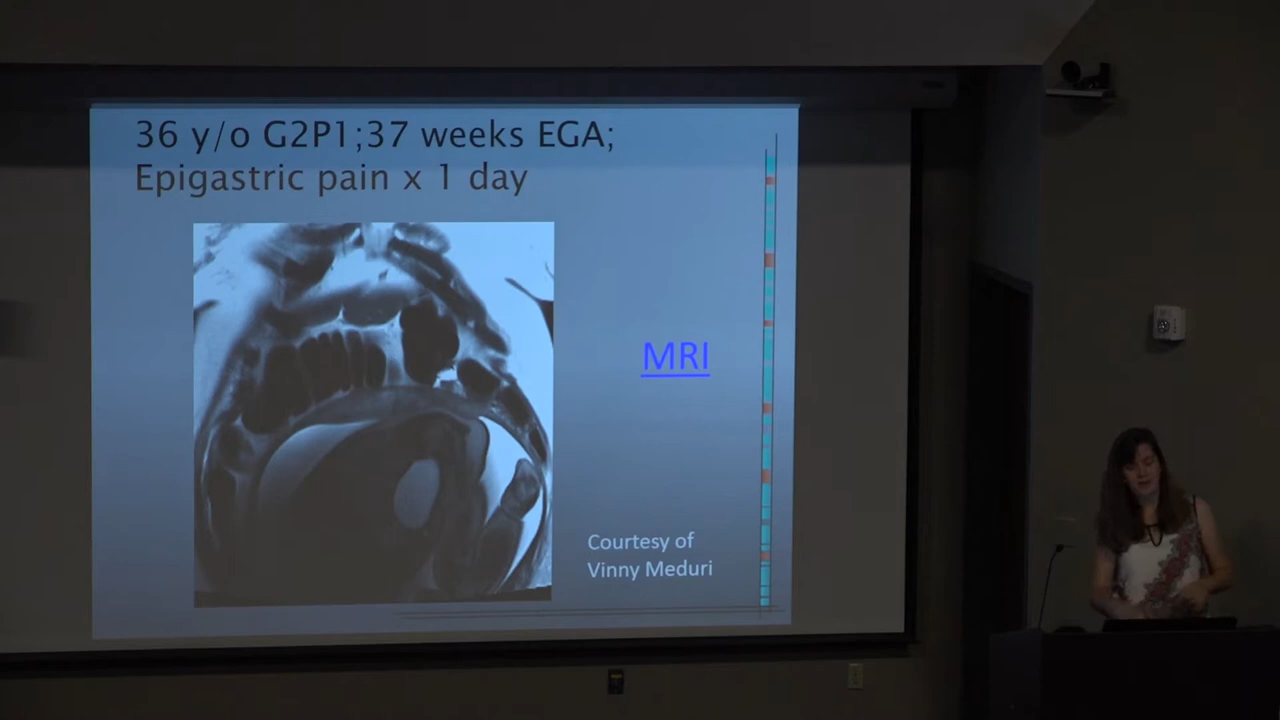 36 y/o G2P1;37 weeks EGA;
Epigastric pain x 1 day
MRI
Courtesy of
Vinny Meduri